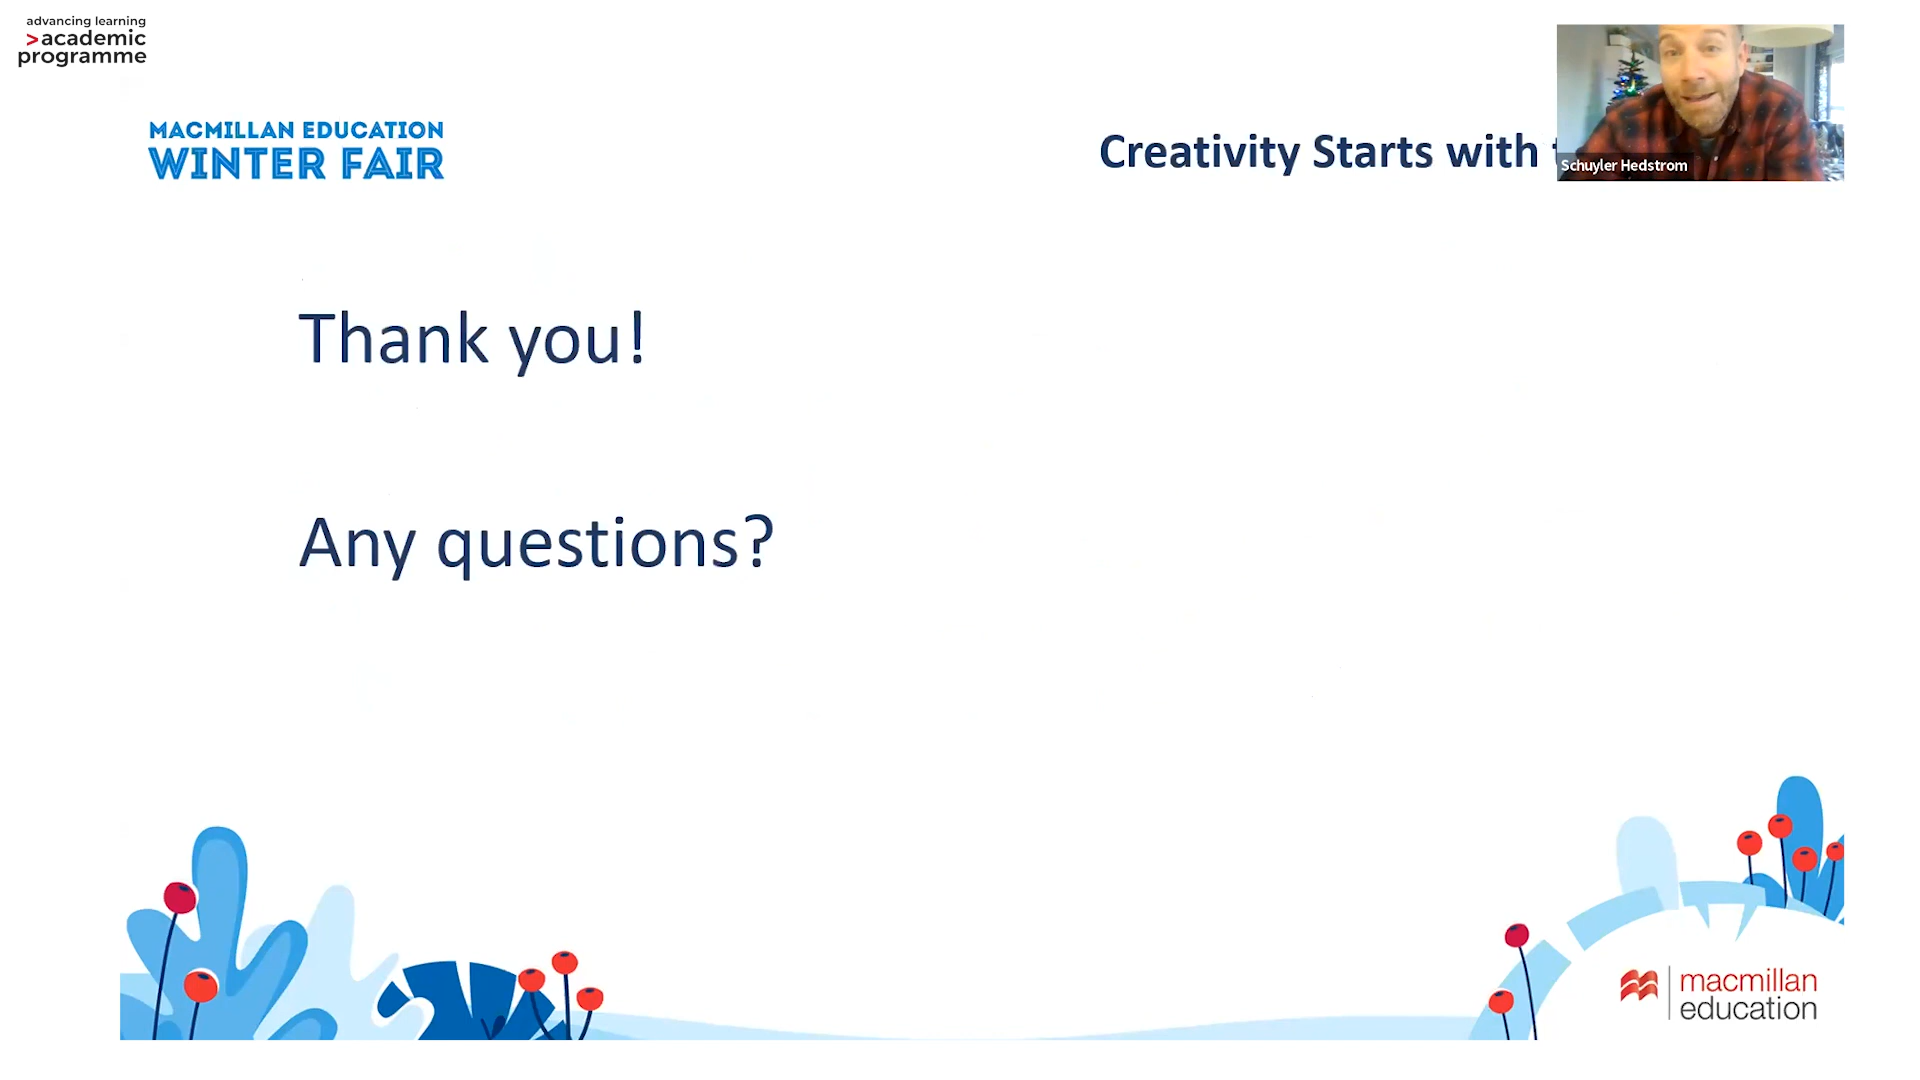 advancing learning
>academic
programme
MACMILLAN EDUCATION
WINTER FAIR
Creativity Starts with
Schuyler Hedstrom
Thank you!
Any questions?
macmillan
education